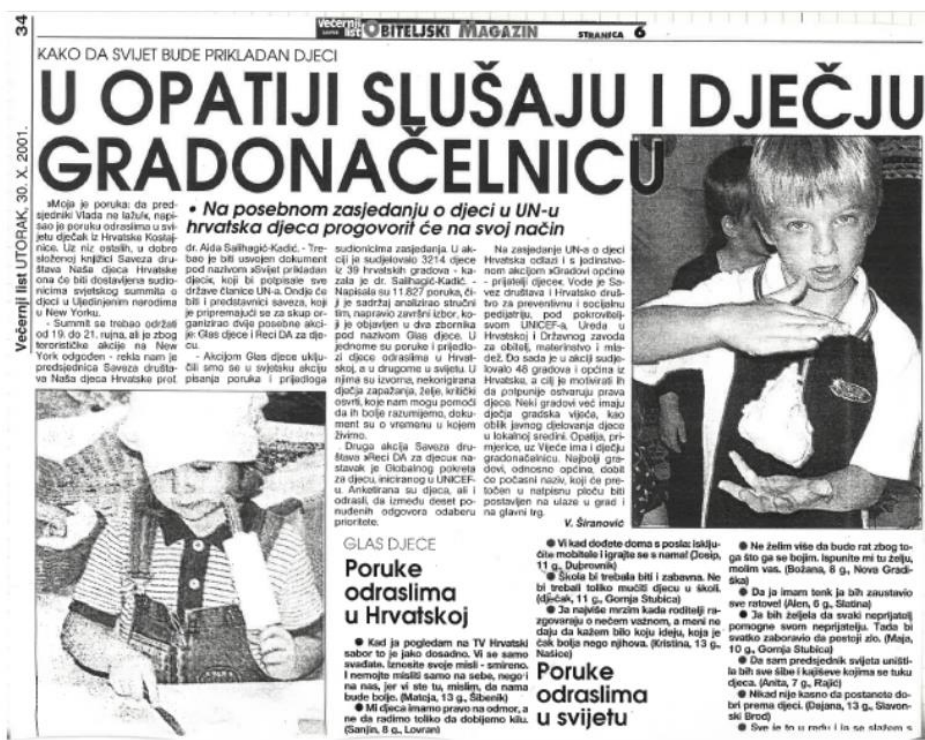 34
Večernji list OBITELJSKI MAGAZIN STRANICA 6
Večernji list UTORAK, 30. X. 2001.
KAKO DA SVIJET BUDE PRIKLADAN DJECI
U OPATIJI SLUŠAJU I DJEČJU
GRADONAČELNICU
• Na posebnom zasjedanju o djeci u UN-u
hrvatska djeca progovorit će na svoj način
»Moja je poruka: da pred-
sjedniki Vlada ne lažu«, napi-
sao je poruku odraslima u svi-
jetu dječak iz Hrvatske Kostaj-
nice. Uz niz ostalih, u dobro
složenoj knjižici Saveza dru-
štava Naša djeca Hrvatske
ona će biti dostavljena sudio-
nicima svjetskog summita o
djeci u Ujedinjenim narodima
u New Yorku.
- Summit se trebao održati
od 19. do 21. rujna, ali je zbog
terorističke akcije na New
York odgođen - rekla nam je
predsjednica Saveza društa-
va Naša djeca Hrvatske prof.
dr. Aida Salihagić-Kadić. - Tre-
bao je biti usvojen dokument
pod nazivom »Svijet prikladan
djeci«, koji bi potpisale sve
države članice UN-a. Ondje će
biti i predstavnici saveza, koji
je pripremajući se za skup or-
ganizirao dvije posebne akci-
je: Glas djece i Reci DA za dje-
cu.
- Akcijom Glas djece uklju-
čili smo se u svjetsku akciju
pisanja poruka i prijedloga
sudionicima zasjedanja. U ak-
ciji je sudjelovalo 3214 djece
iz 39 hrvatskih gradova - ka-
zala je dr. Salihagić-Kadić. -
Napisala su 11.827 poruka, či-
ji je sadržaj analizirao stručni
tim, napravio završni izbor, ko-
ji je objavljen u dva zbornika
pod nazivom Glas djece. U
jednome su poruke i prijedlo-
zi djece odraslima u Hrvat-
skoj, a u drugome u svijetu. U
njima su izvorna, nekorigirana
dječja zapažanja, želje, kritički
osvrti, koje nam mogu pomoći
da ih bolje razumijemo, doku-
ment su o vremenu u kojem
živimo.
Druga akcija Saveza dru-
štava »Reci DA za djecu« na-
stavak je Globalnog pokreta
za djecu, iniciranog u UNICEF-
u. Anketirana su djeca, ali i
odrasli, da između deset po-
nuđenih odgovora odaberu
prioritete.
Na zasjedanje UN-a o djeci
Hrvatska odlazi i s jedinstve-
nom akcijom »Gradovi općine
- prijatelji djece«. Vode je Sa-
vez društava i Hrvatsko druš-
tvo za preventivnu i socijalnu
pedijatriju, pod pokrovitelj-
svom UNICEF-a, Ureda u
Hrvatskoj i Državnog zavoda
za obitelj, materinstvo i mla-
dež. Do sada je u akciji sudje-
lovalo 48 gradova i općina iz
Hrvatske, a cilj je motivirati ih
da potpunije ostvaruju prava
djece. Neki gradovi već imaju
dječja gradska vijeća, kao
oblik javnog djelovanja djece
u lokalnoj sredini. Opatija, pri-
mjerice, uz Vijeće ima i dječju
gradonačelnicu. Najbolji gra-
dovi, odnosno općine, dobit
će počasni naziv, koji će pre-
točen u natpisnu ploču biti
postavljen na ulaze u grad i
na glavni trg.
V. Širanović
GLAS DJECE
Poruke
odraslima
u Hrvatskoj
● Kad ja pogledam na TV Hrvatski
sabor to je jako dosadno. Vi se samo
svađate. Iznosite svoje misli - smireno.
I nemojte misliti samo na sebe, nego i
na nas, jer vi ste tu, mislim, da nama
bude bolje. (Mateja, 13 g., Šibenik)
● Mi djeca imamo pravo na odmor, a
ne da radimo toliko da dobijemo kilu.
(Sanjin, 8 g., Lovran)
● Vi kad dođete doma s posla: isklju-
čite mobitele i igrajte se s nama! (Josip,
11 g., Dubrovnik)
● Škola bi trebala biti i zabavna. Ne
bi trebali toliko mučiti djecu u školi.
(dječak, 11 g., Gornja Stubica)
● Ja najviše mrzim kada roditelji ra-
zgovaraju o nečem važnom, a meni ne
daju da kažem bilo koju ideju, koja je
čak bolja nego njihova. (Kristina, 13 g.,
Našice)
Poruke
odraslima
u svijetu
● Ne želim više da bude rat zbog to-
ga što ga se bojim. Ispunite mi tu želju,
molim vas. (Božana, 8 g., Nova Gradi-
ška)
● Da ja imam tenk ja bih zaustavio
sve ratove! (Alen, 6 g., Slatina)
● Ja bih željela da svaki neprijatelj
pomogne svom neprijatelju. Tada bi
svatko zaboravio da postoji zlo. (Maja,
10 g., Gornja Stubica)
● Da sam predsjednik svijeta uništi-
la bih sve šibe i kajiševe kojima se tuku
djeca. (Anita, 7 g., Rajić)
● Nikad nije kasno da postanete do-
bri prema djeci. (Dajana, 13 g., Slavon-
ski Brod)
● Sve je to u redu i ja se slažem s